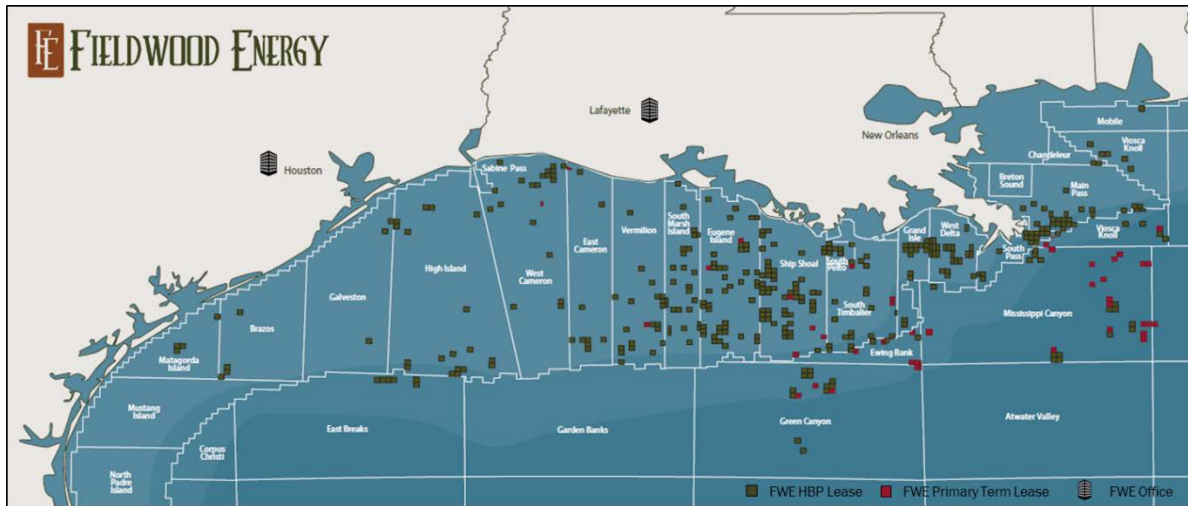 FE FIELDWOOD ENERGY
Houston
Lafayette
New Orleans
Mobile
Viosca
Knoll
Chandeleur
Breton
Sound
Main
Pass
Viosca
Knoll
Sabine Pass
South
Marsh
Island
Eugene
Island
Grand
Isle
West
Delta
South
Pass
East
Cameron
Vermilion
Ship Shoal
South
Pelto
West
Cameron
High Island
Galveston
South
Timbalier
Mississippi Canyon
Brazos
Matagorda
Island
Ewing Bank
Mustang
Island
East Breaks
Garden Banks
Green Canyon
Atwater Valley
Corpus
Christi
North
Padre
Island
FWE HBP Lease
FWE Primary Term Lease
FWE Office